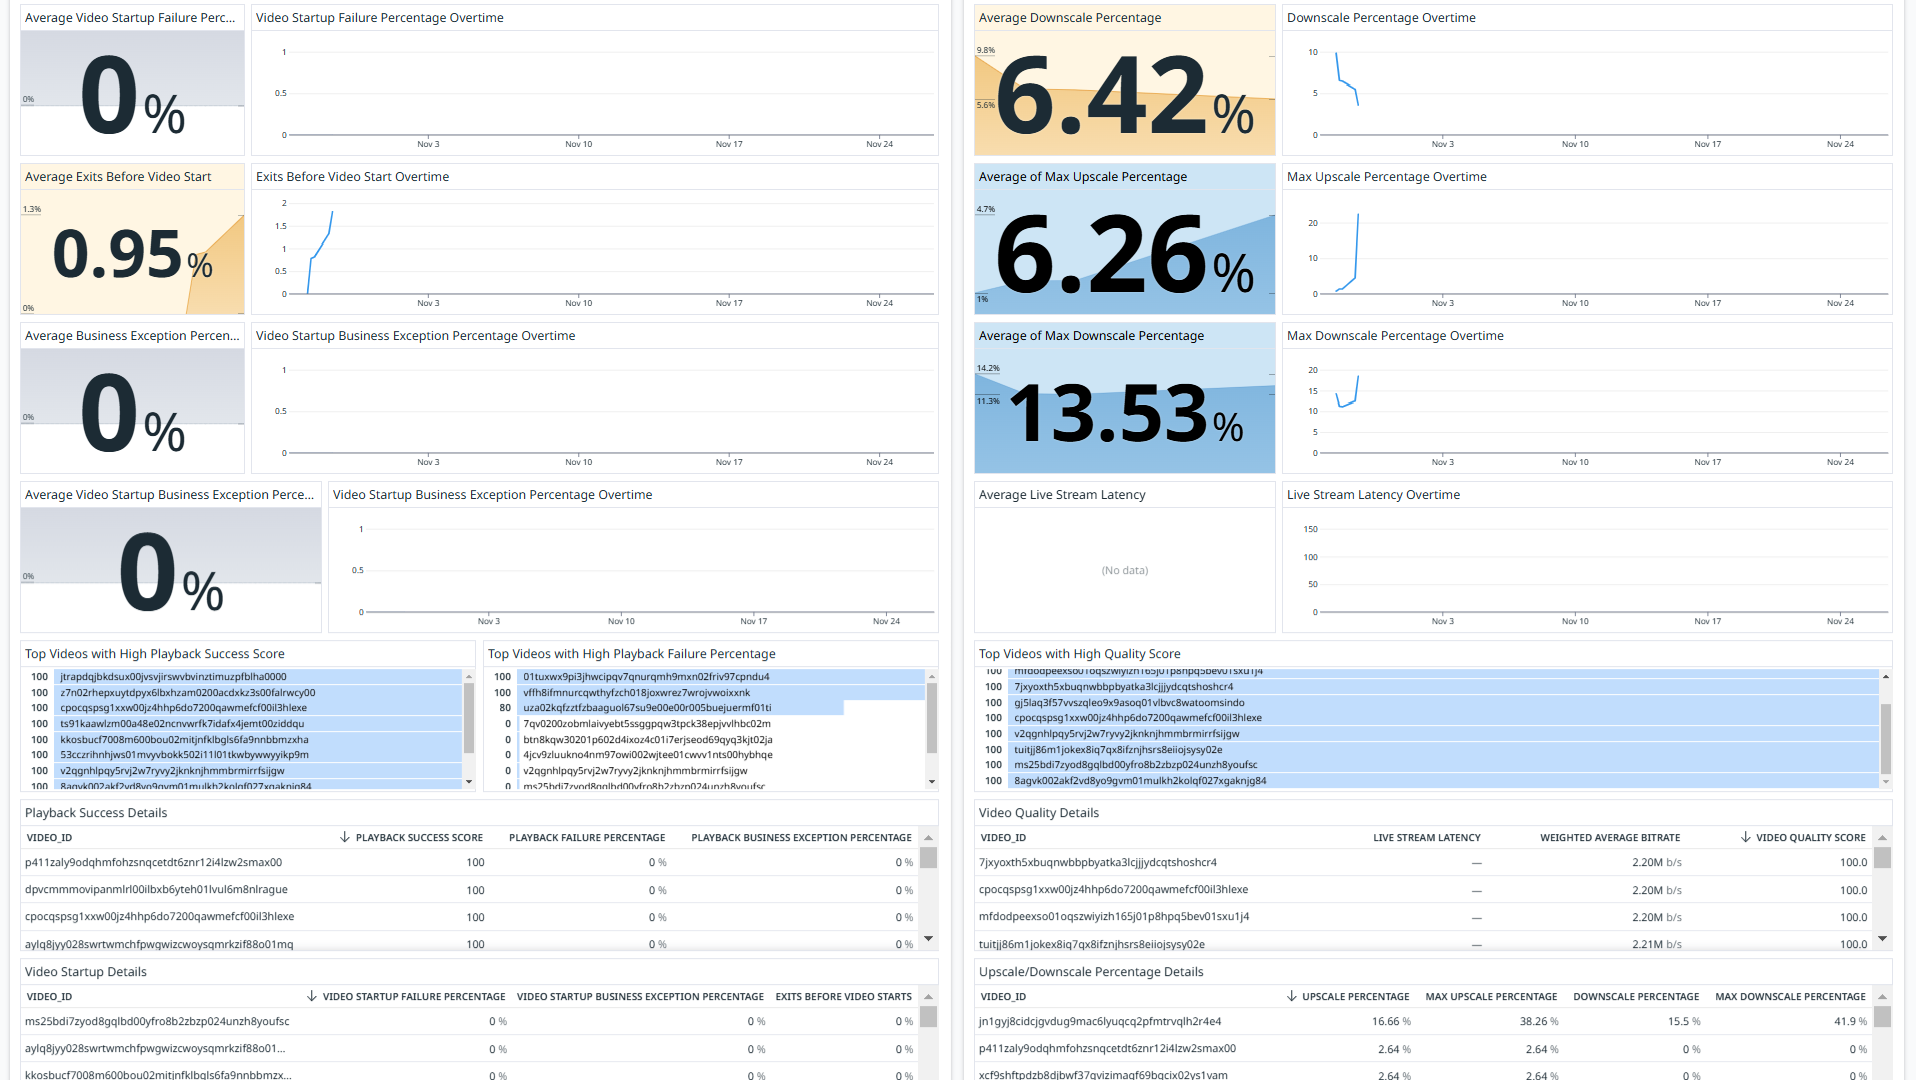 Average Video Startup Failure Perc...
0%
0%
Video Startup Failure Percentage Overtime
1
0.5
0
Nov 3
Nov 10
Nov 17
Nov 24
Average Exits Before Video Start
1.3%
0.95%
0%
Exits Before Video Start Overtime
2
1.5
1
0.5
0
Nov 3
Nov 10
Nov 17
Nov 24
Average Business Exception Percen...
0%
0%
Video Startup Business Exception Percentage Overtime
1
0.5
0
Nov 3
Nov 10
Nov 17
Nov 24
Average Video Startup Business Exception Perce...
0%
0%
Video Startup Business Exception Percentage Overtime
1
0.5
0
Nov 3
Nov 10
Nov 17
Nov 24
Top Videos with High Playback Success Score
100 jtrapdqjbkdsux00jvsvjirswvbvinztimuzpfblha0000
100 z7n02rhepxuytdpyx6lbxhzam0200acdxkz3s00falrwcy00
100 cpocqspsg1xxw00jz4hhp6do7200qawmefcf00il3hlexe
100 ts91kaawlzm00a48e02ncnvwrfk7idafx4jemt00ziddqu
100 kkosbucf7008m600bou02mitjnfklbgls6fa9nnbbmzxha
100 53cczrihnhjws01mvyvbokk502i11l01tkwbywwyyikp9m
100 v2qgnhlpqy5rvj2w7ryvy2jknknjhmmbrmirrfsijgw
100 8agvk002akf2vd8yo9gvm01mulkh2kolqf027xgaknjg84
Top Videos with High Playback Failure Percentage
100 01tuxwx9pi3jhwcipqv7qnurqmh9mxn02friv97cpndu4
100 vffh8ifmnurcqwthyfzch018joxwrez7wrojvwoixxnk
80 uza02kqfzztfzbaaguol67su9e00e00r005buejuermf01ti
0 7qv0200zobmlaivyebt5ssggpqw3tpck38epjvvlhbc02m
0 btn8kqw30201p602d4ixoz4c01i7erjseod69qyq3kjt02ja
0 4jcv9zluukno4nm97owi002wjtee01cwvv1nts00hybhqe
0 v2qgnhlpqy5rvj2w7ryvy2jknknjhmmbrmirrfsijgw
0 ms25bdi7zyod8gqlbd00yfro8b2zbzp024unzh8youfsc
Playback Success Details
VIDEO_ID PLAYBACK SUCCESS SCORE PLAYBACK FAILURE PERCENTAGE PLAYBACK BUSINESS EXCEPTION PERCENTAGE
p411zaly9odqhmfohzsnqcetdt6znr12i4lzw2smax00 100 0 % 0 %
dpvcmmmovipanmlrl00ilbxb6yteh01lvul6m8nlrague 100 0 % 0 %
cpocqspsg1xxw00jz4hhp6do7200qawmefcf00il3hlexe 100 0 % 0 %
aylq8jyy028swrtwmchfpwgwizcwoysqmrkzif88o01mq 100 0 % 0 %
Video Startup Details
VIDEO_ID VIDEO STARTUP FAILURE PERCENTAGE VIDEO STARTUP BUSINESS EXCEPTION PERCENTAGE EXITS BEFORE VIDEO STARTS
ms25bdi7zyod8gqlbd00yfro8b2zbzp024unzh8youfsc 0 % 0 % 0 %
aylq8jyy028swrtwmchfpwgwizcwoysqmrkzif88o01... 0 % 0 % 0 %
kkosbucf7008m600bou02mitjnfklbgls6fa9nnbbmzx... 0 % 0 % 0 %
Average Downscale Percentage
9.8%
6.42%
5.6%
Downscale Percentage Overtime
10
5
0
Nov 3
Nov 10
Nov 17
Nov 24
Average of Max Upscale Percentage
4.7%
6.26%
1%
Max Upscale Percentage Overtime
20
10
0
Nov 3
Nov 10
Nov 17
Nov 24
Average of Max Downscale Percentage
14.2%
13.53%
11.3%
Max Downscale Percentage Overtime
20
15
10
5
0
Nov 3
Nov 10
Nov 17
Nov 24
Average Live Stream Latency
(No data)
Live Stream Latency Overtime
150
100
50
0
Nov 3
Nov 10
Nov 17
Nov 24
Top Videos with High Quality Score
100 mfdodpeexso01oqszwiyizh165j01p8hpq5bev01sxu1j4
100 7jxyoxth5xbuqnwbbpbyatka3lcjjjydcqtshoshcr4
100 gj5laq3f57vvszqleo9x9asoq01vlbvc8watoomsindo
100 cpocqspsg1xxw00jz4hhp6do7200qawmefcf00il3hlexe
100 v2qgnhlpqy5rvj2w7ryvy2jknknjhmmbrmirrfsijgw
100 tuitjj86m1jokex8iq7qx8ifznjhsrs8eiiojsysy02e
100 ms25bdi7zyod8gqlbd00yfro8b2zbzp024unzh8youfsc
100 8agvk002akf2vd8yo9gvm01mulkh2kolqf027xgaknjg84
Video Quality Details
VIDEO_ID LIVE STREAM LATENCY WEIGHTED AVERAGE BITRATE VIDEO QUALITY SCORE
7jxyoxth5xbuqnwbbpbyatka3lcjjjydcqtshoshcr4 — 2.20M b/s 100.0
cpocqspsg1xxw00jz4hhp6do7200qawmefcf00il3hlexe — 2.20M b/s 100.0
mfdodpeexso01oqszwiyizh165j01p8hpq5bev01sxu1j4 — 2.20M b/s 100.0
tuitjj86m1jokex8iq7qx8ifznjhsrs8eiiojsysy02e — 2.21M b/s 100.0
Upscale/Downscale Percentage Details
VIDEO_ID UPSCALE PERCENTAGE MAX UPSCALE PERCENTAGE DOWNSCALE PERCENTAGE MAX DOWNSCALE PERCENTAGE
jn1gyj8cidcjgvdug9mac6lyuqcq2pfmtrvqlh2r4e4 16.66 % 38.26 % 15.5 % 41.9 %
p411zaly9odqhmfohzsnqcetdt6znr12i4lzw2smax00 2.64 % 2.64 % 0 % 0 %
xcf9shftpdzb8djbwf37qvizimaqf69bgcix02ys1vam 2.64 % 2.64 % 0 % 0 %